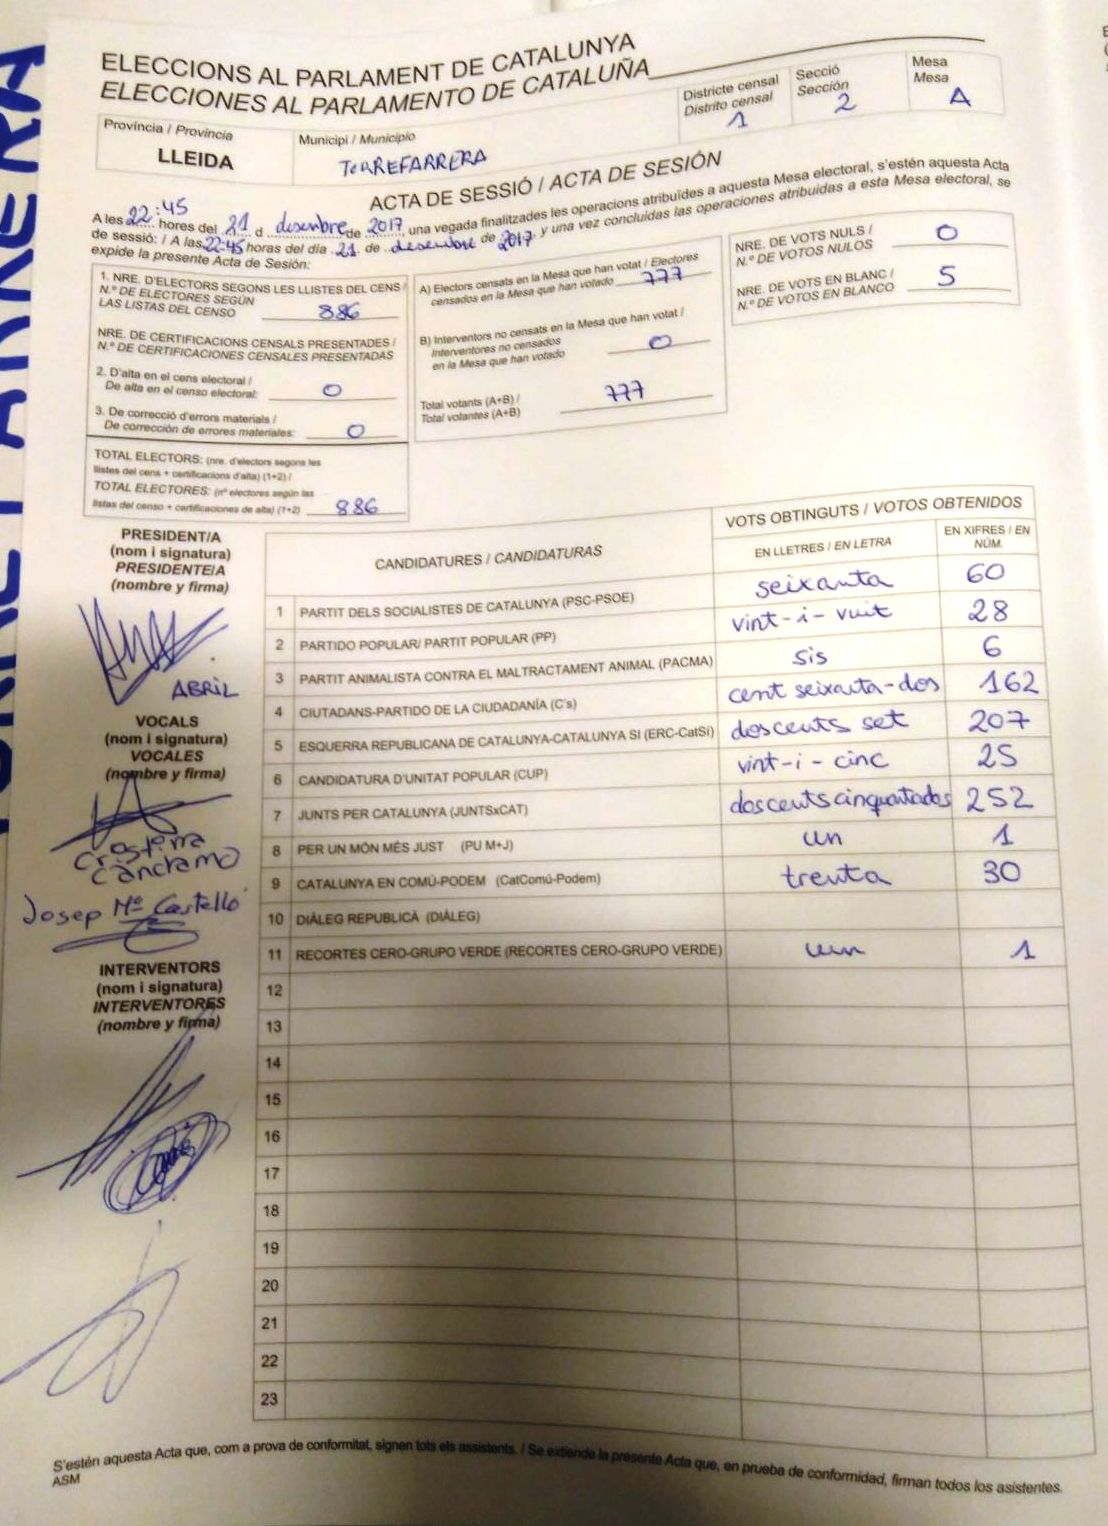 ELECCIONS AL PARLAMENT DE CATALUNYA
ELECCIONES AL PARLAMENTO DE CATALUÑA
Província / Provincia
LLEIDA
Municipi / Municipio
TORREFARRERA
Districte censal
Distrito censal
1
Secció
Sección
2
Mesa
Mesa
A
ACTA DE SESSIÓ / ACTA DE SESIÓN
A les 22:45 hores del 21 d desembre de 2017 una vegada finalitzades les operacions atribuïdes a aquesta Mesa electoral, s'estén aquesta Acta
de sessió: / A las 22:45 horas del día 21 de desembre de 2017 y una vez concluidas las operaciones atribuidas a esta Mesa electoral, se
expide la presente Acta de Sesión:
1. NRE. D'ELECTORS SEGONS LES LLISTES DEL CENS /
N.º DE ELECTORES SEGÚN
LAS LISTAS DEL CENSO 886
NRE. DE CERTIFICACIONS CENSALS PRESENTADES /
N.º DE CERTIFICACIONES CENSALES PRESENTADAS
2. D'alta en el cens electoral /
De alta en el censo electoral: 0
3. De correcció d'errors materials /
De corrección de errores materiales: 0
TOTAL ELECTORS: (nre. d'electors segons les
llistes del cens + certificacions d'alta) (1+2) /
TOTAL ELECTORES: (nº electores según las
listas del censo + certificaciones de alta) (1+2) 886
A) Electors censats en la Mesa que han votat / Electores
censados en la Mesa que han votado 777
B) Interventors no censats en la Mesa que han votat /
Interventores no censados
en la Mesa que han votado 0
Total votants (A+B) /
Total votantes (A+B) 777
NRE. DE VOTS NULS /
N.º DE VOTOS NULOS 0
NRE. DE VOTS EN BLANC /
N.º DE VOTOS EN BLANCO 5
PRESIDENT/A
(nom i signatura)
PRESIDENTE/A
(nombre y firma)
ABRIL
VOCALS
(nom i signatura)
VOCALES
(nombre y firma)
Josep Mª Castelló
INTERVENTORS
(nom i signatura)
INTERVENTORES
(nombre y firma)
CANDIDATURES / CANDIDATURAS
VOTS OBTINGUTS / VOTOS OBTENIDOS
EN LLETRES / EN LETRA
EN XIFRES / EN
NÚM.
1 PARTIT DELS SOCIALISTES DE CATALUNYA (PSC-PSOE) seixanta 60
2 PARTIDO POPULAR/ PARTIT POPULAR (PP) vint-i-vuit 28
3 PARTIT ANIMALISTA CONTRA EL MALTRACTAMENT ANIMAL (PACMA) sis 6
4 CIUTADANS-PARTIDO DE LA CIUDADANÍA (C's) cent seixanta-dos 162
5 ESQUERRA REPUBLICANA DE CATALUNYA-CATALUNYA SI (ERC-CatSí) doscents set 207
6 CANDIDATURA D'UNITAT POPULAR (CUP) vint-i-cinc 25
7 JUNTS PER CATALUNYA (JUNTSxCAT) doscents cinquantados 252
8 PER UN MÓN MÉS JUST (PU M+J) un 1
9 CATALUNYA EN COMÚ-PODEM (CatComú-Podem) trenta 30
10 DIÀLEG REPUBLICÀ (DIÀLEG)
11 RECORTES CERO-GRUPO VERDE (RECORTES CERO-GRUPO VERDE) un 1
12
13
14
15
16
17
18
19
20
21
22
23
S'estén aquesta Acta que, com a prova de conformitat, signen tots els assistents. / Se extiende la presente Acta que, en prueba de conformidad, firman todos los asistentes.
ASM